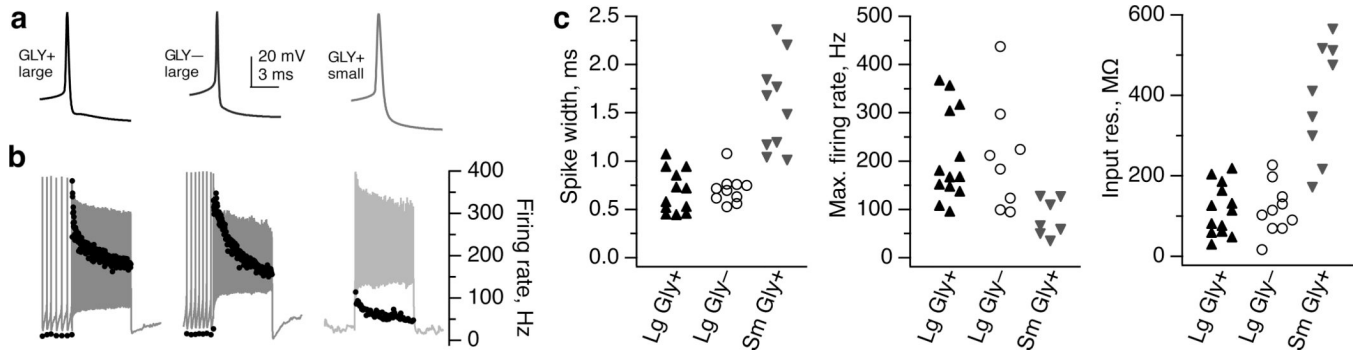 a
GLY+
large
GLY–
large
20 mV
3 ms
GLY+
small
b
400
300
200
100
0
Firing rate, Hz
c
Spike width, ms
2.5
2.0
1.5
1.0
0.5
0.0
Lg Gly+
Lg Gly–
Sm Gly+
Max. firing rate, Hz
500
400
300
200
100
0
Lg Gly+
Lg Gly–
Sm Gly+
Input res., MΩ
600
400
200
0
Lg Gly+
Lg Gly–
Sm Gly+